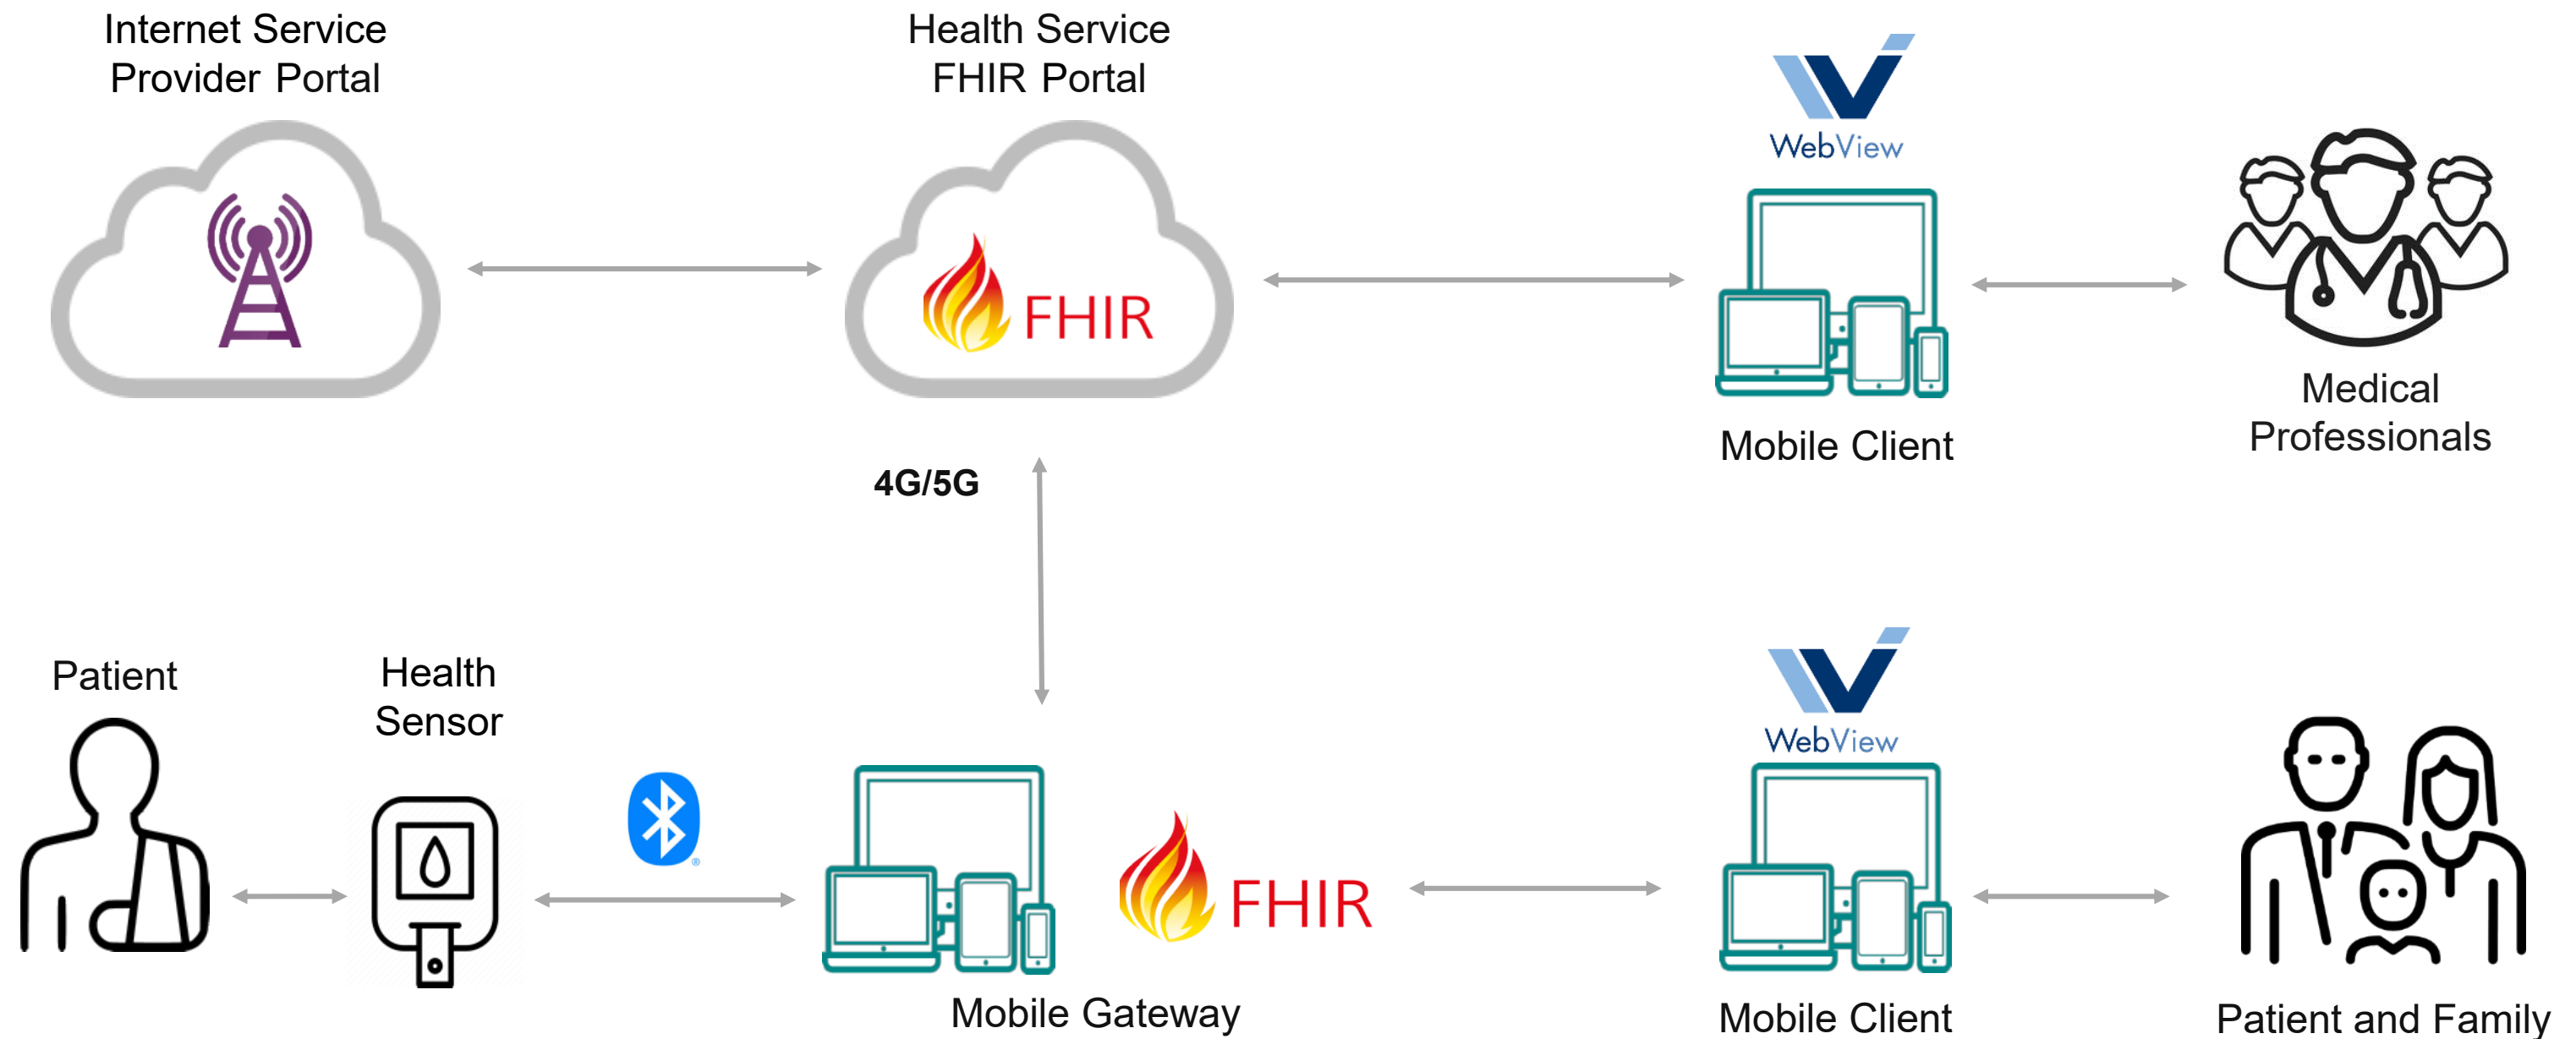 Internet Service
Provider Portal
Health Service
FHIR Portal
WebView
FHIR
Medical
Professionals
Mobile Client
4G/5G
Patient
Health
Sensor
WebView
FHIR
Mobile Gateway
Mobile Client
Patient and Family
®